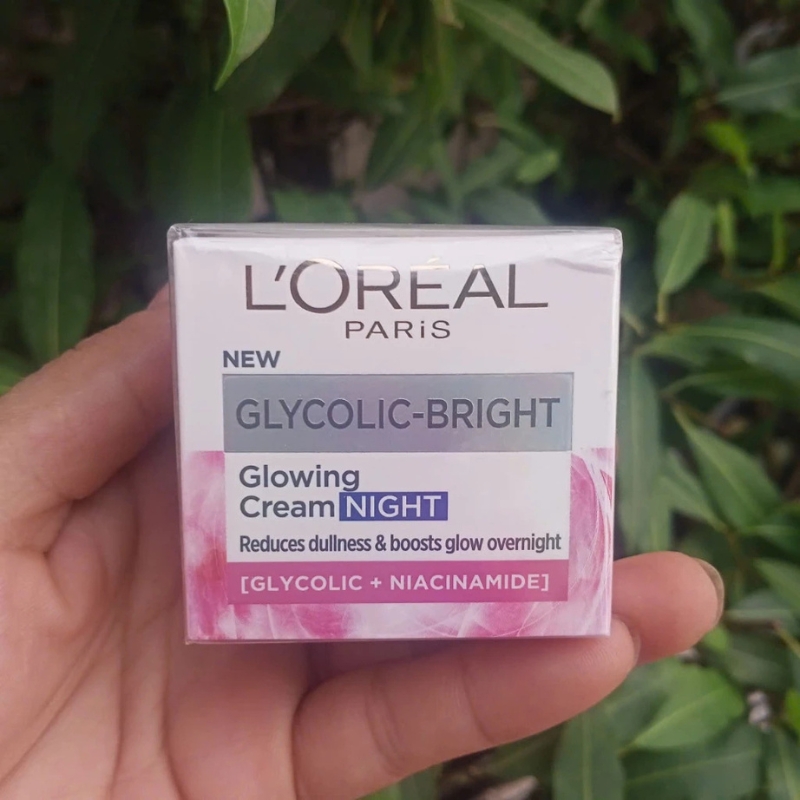 L'ORÉAL
PARiS
NEW
GLYCOLIC-BRIGHT
Glowing
Cream NIGHT
Reduces dullness & boosts glow overnight
[GLYCOLIC + NIACINAMIDE]